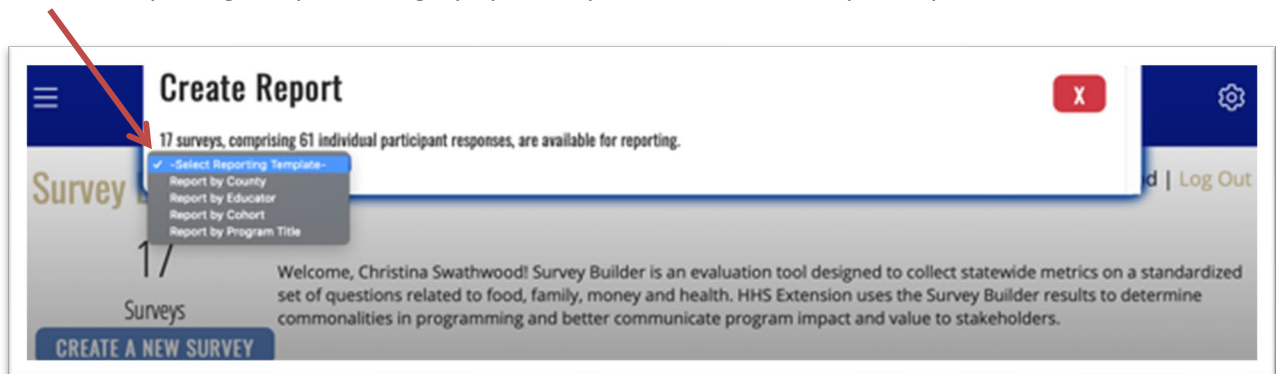 Create Report
X
17 surveys, comprising 61 individual participant responses, are available for reporting.
✓ -Select Reporting Template-
Report by County
Report by Educator
Report by Cohort
Report by Program Title
Survey
d | Log Out
17
Surveys
CREATE A NEW SURVEY
Welcome, Christina Swathwood! Survey Builder is an evaluation tool designed to collect statewide metrics on a standardized
set of questions related to food, family, money and health. HHS Extension uses the Survey Builder results to determine
commonalities in programming and better communicate program impact and value to stakeholders.